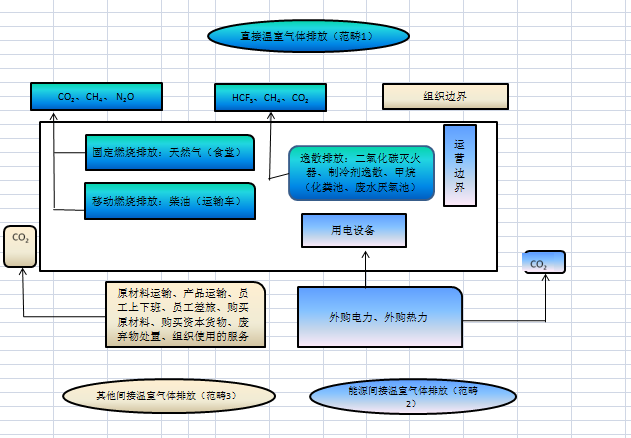 直接温室气体排放（范畴1）
CO₂、CH₄、 N₂O
HCF₃、CH₄、CO₂
组织边界
固定燃烧排放：天然气（食堂）
移动燃烧排放：柴油（运输车）
逸散排放：二氧化碳灭火
器、制冷剂逸散、甲烷
（化粪池、废水厌氧池）
运
营
边
界
用电设备
CO₂
CO₂
原材料运输、产品运输、员
工上下班、员工差旅、购买
原材料、购买资本货物、废
弃物处置、组织使用的服务
外购电力、外购热力
其他间接温室气体排放（范畴3）
能源间接温室气体排放（范畴
2）